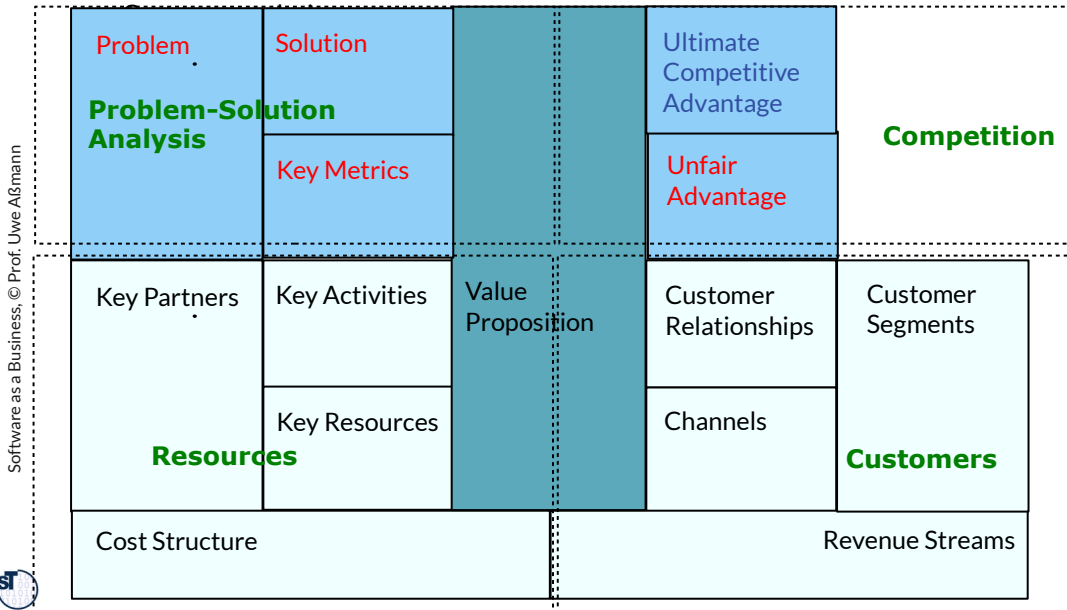 Problem
Solution
Ultimate
Competitive
Advantage
Problem-Solution
Analysis
Competition
Key Metrics
Unfair
Advantage
Key Partners
Key Activities
Value
Proposition
Customer
Relationships
Customer
Segments
Key Resources
Channels
Resources
Customers
Cost Structure
Revenue Streams
Software as a Business, © Prof. Uwe Aßmann
sT